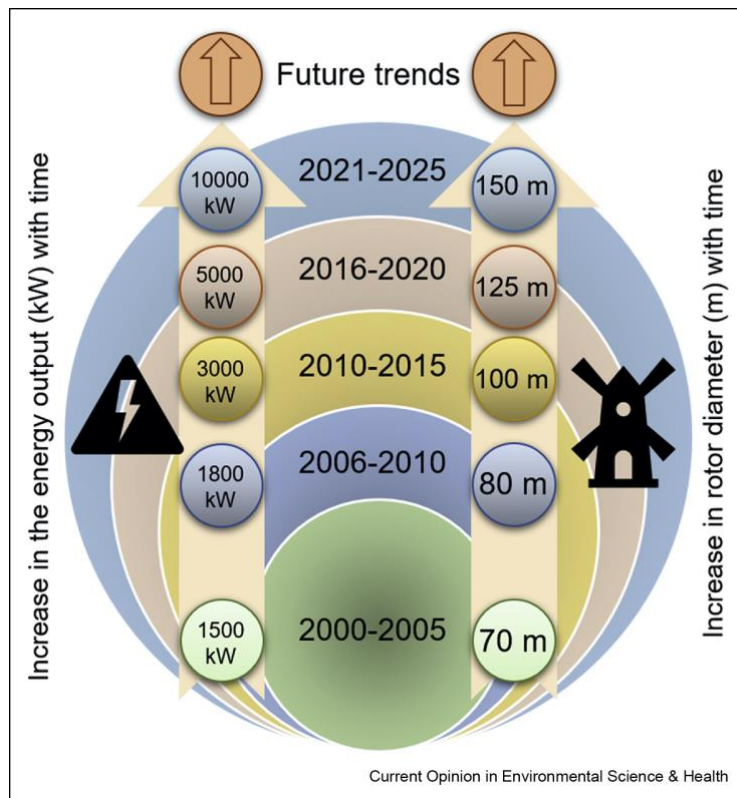 Future trends
Increase in the energy output (kW) with time
10000
kW
2021-2025
150 m
5000
kW
2016-2020
125 m
3000
kW
2010-2015
100 m
1800
kW
2006-2010
80 m
1500
kW
2000-2005
70 m
Increase in rotor diameter (m) with time
Current Opinion in Environmental Science & Health